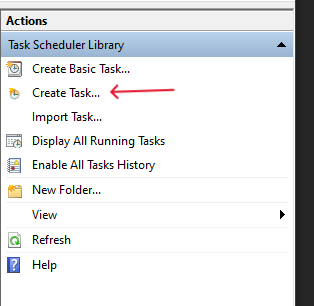 Actions
Task Scheduler Library
Create Basic Task...
Create Task...
Import Task...
Display All Running Tasks
Enable All Tasks History
New Folder...
View
Refresh
Help